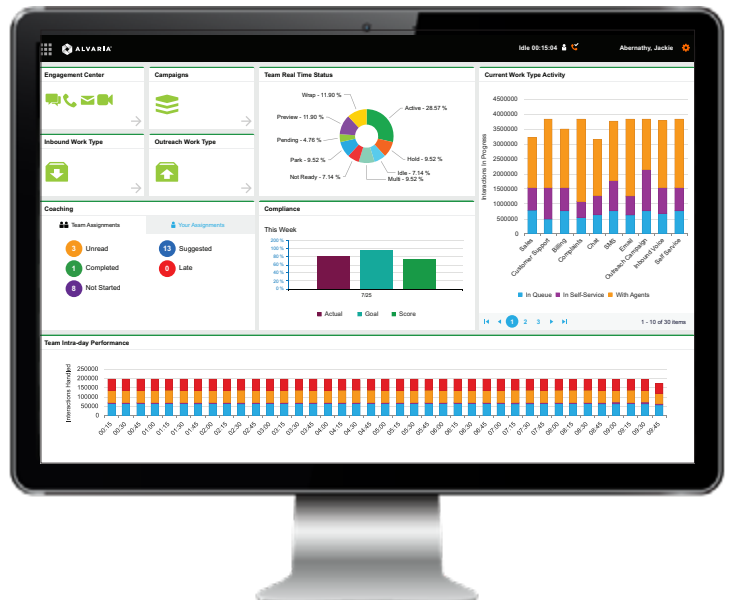 ALVARIA
Idle 00:15:04
Abernathy, Jackie
Engagement Center
Campaigns
Inbound Work Type
Outreach Work Type
Team Real Time Status
Wrap - 11.90 %
Active - 28.57 %
Preview - 11.90 %
Pending - 4.76 %
Park - 9.52 %
Hold - 9.52 %
Not Ready - 7.14 %
Idle - 7.14 %
Multi - 9.52 %
Current Work Type Activity
Interactions In Progress
4500000
4000000
3500000
3000000
2500000
2000000
1500000
1000000
500000
0
Sales
Customer Support
Billing
Complaints
Chat
SMS
Email
Outreach Campaign
Inbound Voice
Self Service
In Queue
In Self-Service
With Agents
1 2 3
1 - 10 of 30 items
Coaching
Team Assignments
Your Assignments
3 Unread
13 Suggested
1 Completed
0 Late
8 Not Started
Compliance
This Week
200 %
160 %
120 %
80 %
40 %
0 %
7/25
Actual
Goal
Score
Team Intra-day Performance
Interactions Handled
250000
200000
150000
100000
50000
0
00:15 00:30 00:45 01:00 01:15 01:30 01:45 02:00 02:15 02:30 02:45 03:00 03:15 03:30 03:45 04:00 04:15 04:30 04:45 05:00 05:15 05:30 05:45 06:00 06:15 06:30 06:45 07:00 07:15 07:30 07:45 08:00 08:15 08:30 08:45 09:00 09:15 09:30 09:45